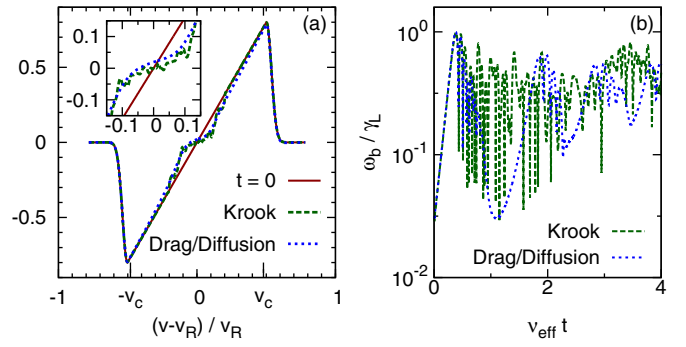 (a)
0.5
0
-0.5
0.1
0
-0.1
-0.1 0 0.1
t = 0
Krook
Drag/Diffusion
-1 -v_c 0 v_c 1
(v-v_R) / v_R
(b)
ω_b / γ_L
10^0
10^-1
10^-2
Krook
Drag/Diffusion
0 2 4
ν_eff t